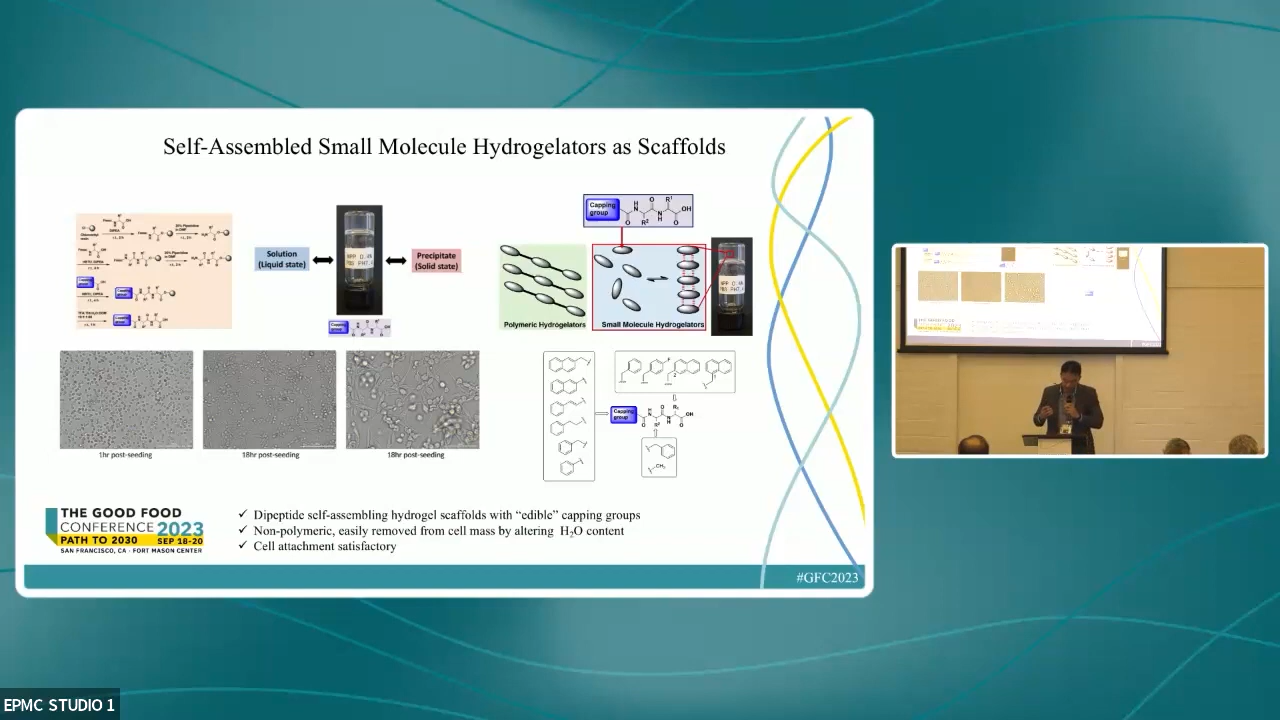 Self-Assembled Small Molecule Hydrogelators as Scaffolds
Solution
(Liquid state)
Precipitate
(Solid state)
Capping
group
Polymeric Hydrogelators
Small Molecule Hydrogelators
1hr post-seeding
18hr post-seeding
18hr post-seeding
Capping
group
THE GOOD FOOD
CONFERENCE 2023
PATH TO 2030 SEP 18-20
SAN FRANCISCO, CA · FORT MASON CENTER
✓ Dipeptide self-assembling hydrogel scaffolds with “edible” capping groups
✓ Non-polymeric, easily removed from cell mass by altering H₂O content
✓ Cell attachment satisfactory
#GFC2023
EPMC STUDIO 1